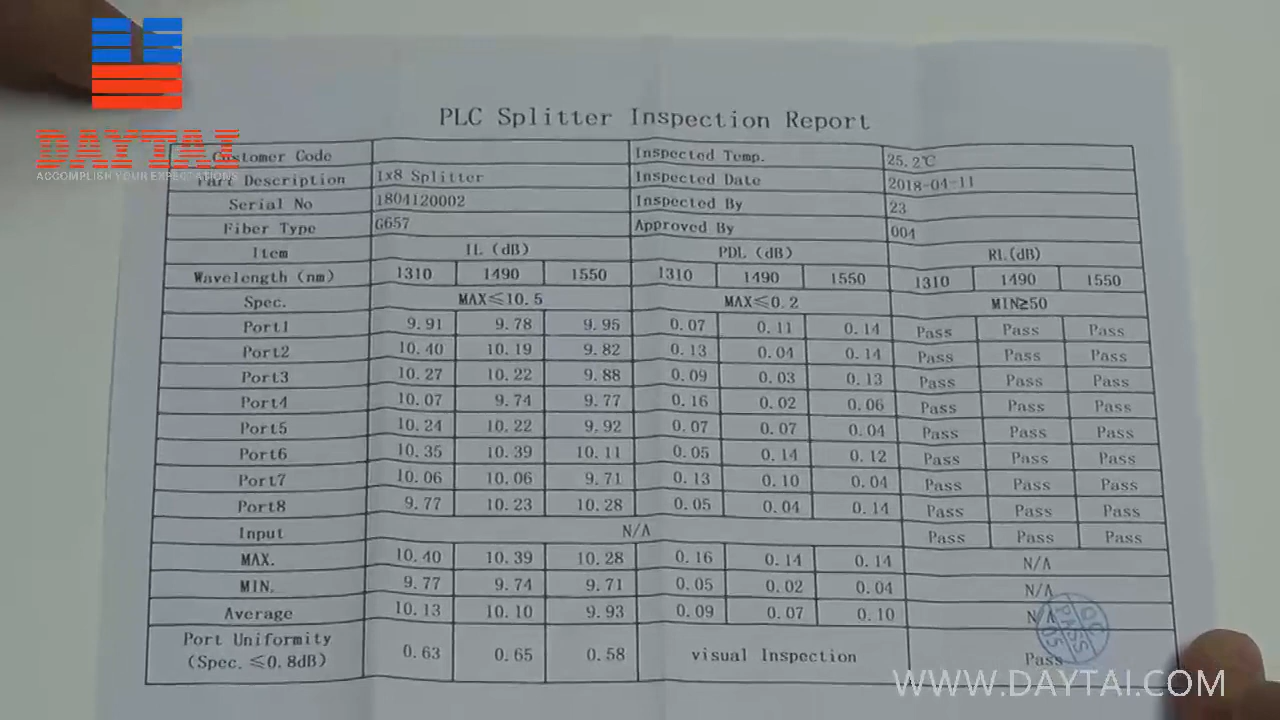 DAYTAI
ACCOMPLISH YOUR EXPECTATIONS
PLC Splitter Inspection Report
Customer Code Inspected Temp. 25.2℃
Part Description 1x8 Splitter Inspected Date 2018-04-11
Serial No 1804120002 Inspected By 23
Fiber Type G657 Approved By 004
Item IL (dB) PDL (dB) RL(dB)
Wavelength (nm) 1310 1490 1550 1310 1490 1550 1310 1490 1550
Spec. MAX≤10.5 MAX≤0.2 MIN≥50
Port1 9.91 9.78 9.95 0.07 0.11 0.14 Pass Pass Pass
Port2 10.40 10.19 9.82 0.13 0.04 0.14 Pass Pass Pass
Port3 10.27 10.22 9.88 0.09 0.03 0.13 Pass Pass Pass
Port4 10.07 9.74 9.77 0.16 0.02 0.06 Pass Pass Pass
Port5 10.24 10.22 9.92 0.07 0.07 0.04 Pass Pass Pass
Port6 10.35 10.39 10.11 0.05 0.14 0.12 Pass Pass Pass
Port7 10.06 10.06 9.71 0.13 0.10 0.04 Pass Pass Pass
Port8 9.77 10.23 10.28 0.05 0.04 0.14 Pass Pass Pass
Input N/A Pass Pass Pass
MAX. 10.40 10.39 10.28 0.16 0.14 0.14 N/A
MIN. 9.77 9.74 9.71 0.05 0.02 0.04 N/A
Average 10.13 10.10 9.93 0.09 0.07 0.10 N/A
Port Uniformity
(Spec.≤0.8dB) 0.63 0.65 0.58 visual Inspection Pass
QC
PASS
05
WWW.DAYTAI.COM